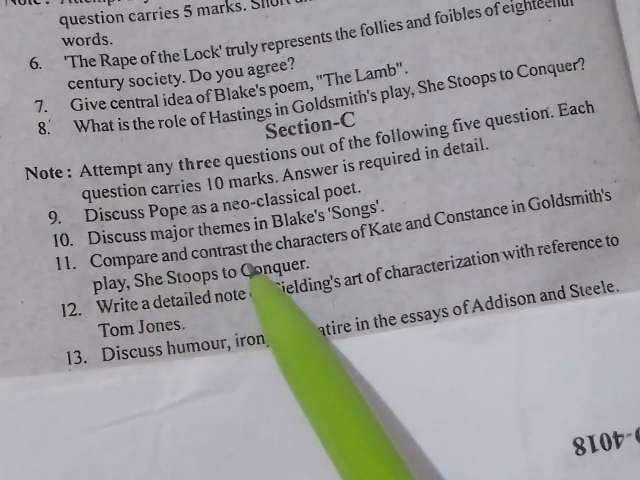 question carries 5 marks.
words.
6. 'The Rape of the Lock' truly represents the follies and foibles of eighteenth
century society. Do you agree?
7. Give central idea of Blake's poem, "The Lamb".
8. What is the role of Hastings in Goldsmith's play, She Stoops to Conquer?
Section-C
Note : Attempt any three questions out of the following five question. Each
question carries 10 marks. Answer is required in detail.
9. Discuss Pope as a neo-classical poet.
10. Discuss major themes in Blake's 'Songs'.
11. Compare and contrast the characters of Kate and Constance in Goldsmith's
play, She Stoops to Conquer.
12. Write a detailed note ielding's art of characterization with reference to
Tom Jones.
13. Discuss humour, iron atire in the essays of Addison and Steele.
-4018